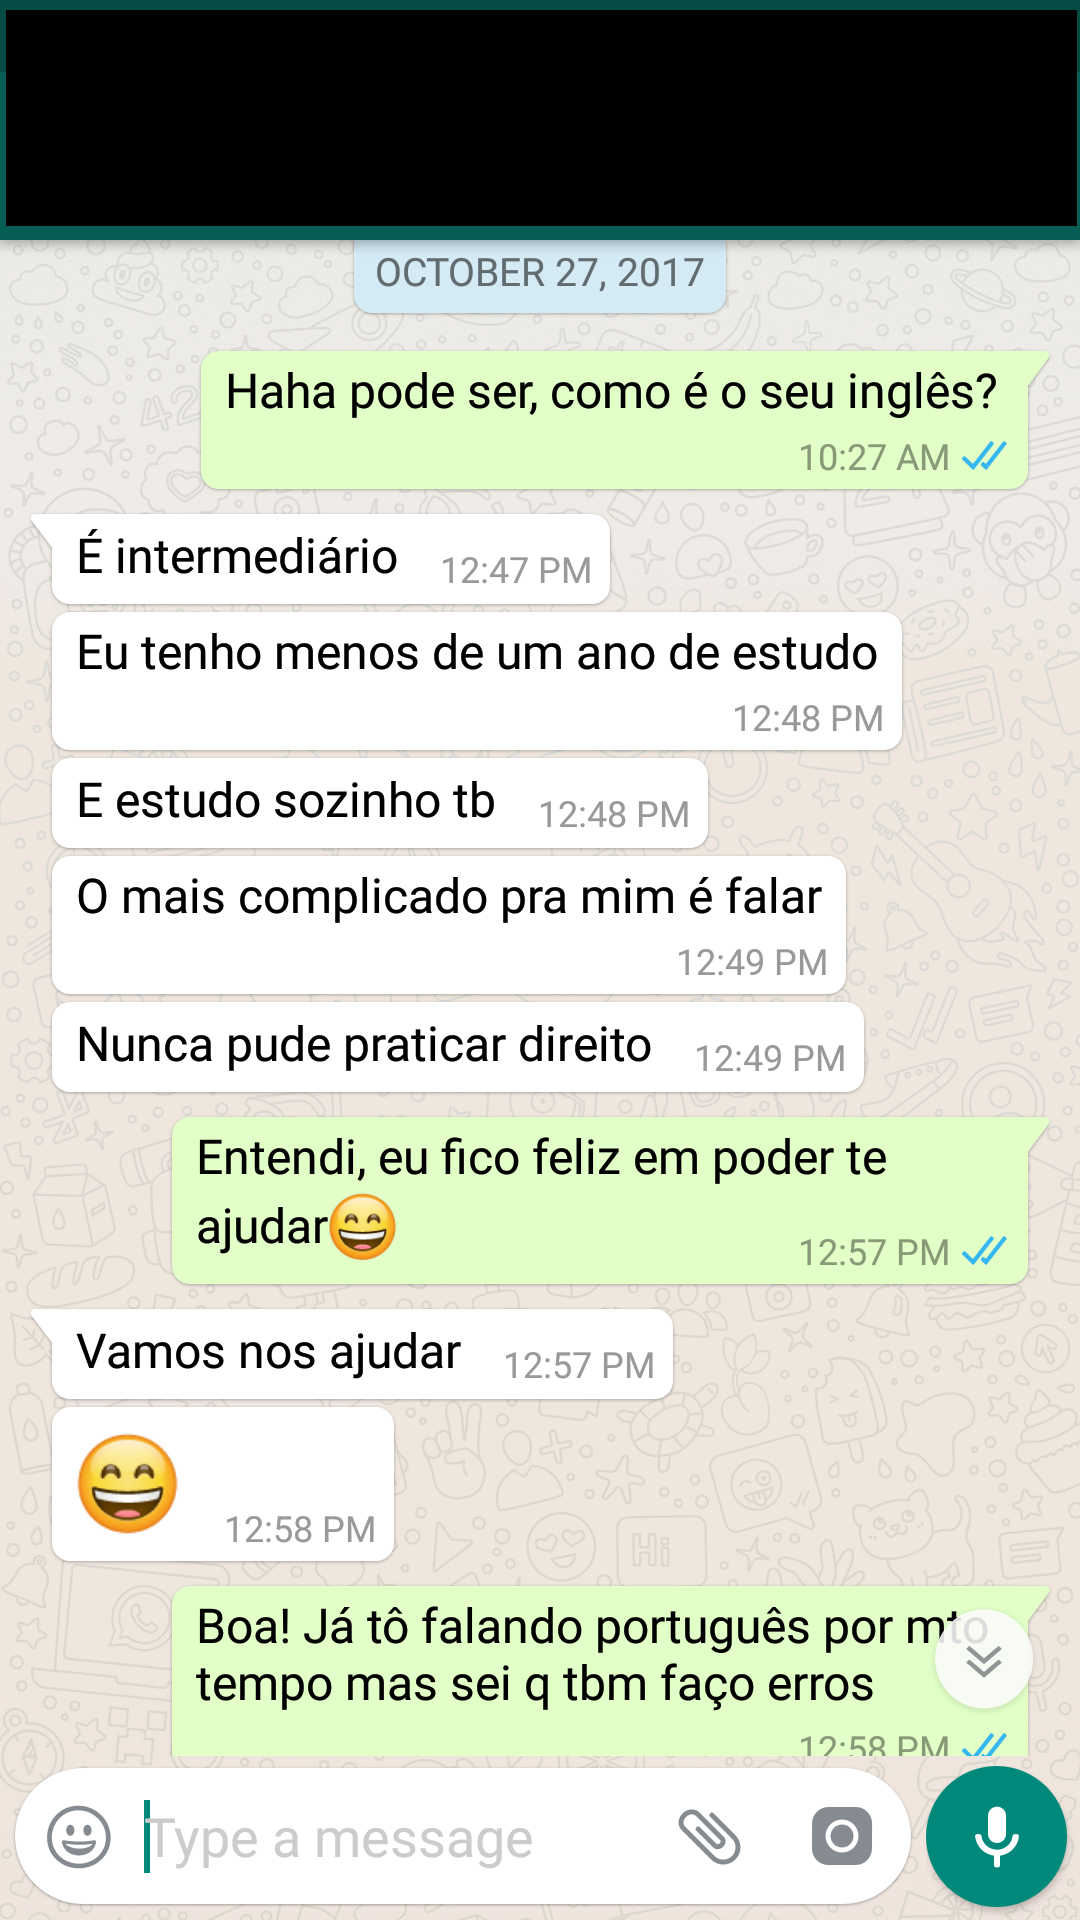 OCTOBER 27, 2017
Haha pode ser, como é o seu inglês?
10:27 AM
É intermediário 12:47 PM
Eu tenho menos de um ano de estudo
12:48 PM
E estudo sozinho tb 12:48 PM
O mais complicado pra mim é falar
12:49 PM
Nunca pude praticar direito 12:49 PM
Entendi, eu fico feliz em poder te
ajudar😄
12:57 PM
Vamos nos ajudar 12:57 PM
😄 12:58 PM
Boa! Já tô falando português por mto
tempo mas sei q tbm faço erros
12:58 PM
Type a message